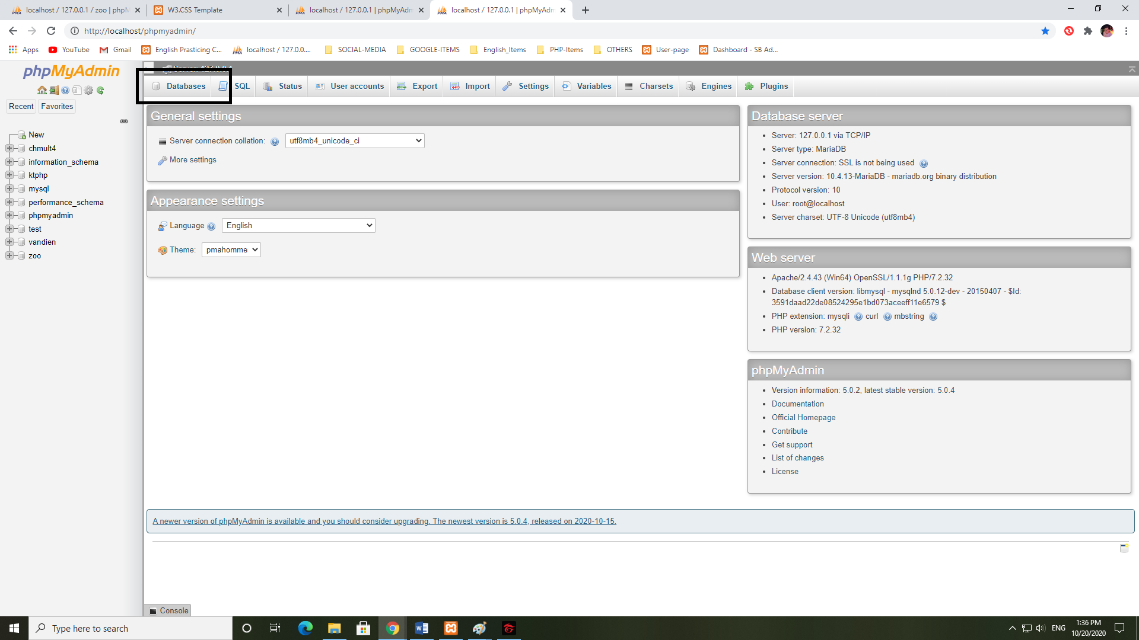 localhost / 127.0.0.1 / zoo | phpM
W3.CSS Template
localhost / 127.0.0.1 | phpMyAdm
localhost / 127.0.0.1 | phpMyAdm
http://localhost/phpmyadmin/
Apps
YouTube
Gmail
English Prasticing C...
localhost / 127.0.0....
SOCIAL-MEDIA
GOOGLE-ITEMS
English_Items
PHP-Items
OTHERS
User-page
Dashboard - SB Ad...
phpMyAdmin
Recent
Favorites
New
chmult4
information_schema
ktphp
mysql
performance_schema
phpmyadmin
test
vandien
zoo
Databases
SQL
Status
User accounts
Export
Import
Settings
Variables
Charsets
Engines
Plugins
General settings
Server connection collation:
utf8mb4_unicode_ci
More settings
Appearance settings
Language
English
Theme:
pmahomme
Database server
Server: 127.0.0.1 via TCP/IP
Server type: MariaDB
Server connection: SSL is not being used
Server version: 10.4.13-MariaDB - mariadb.org binary distribution
Protocol version: 10
User: root@localhost
Server charset: UTF-8 Unicode (utf8mb4)
Web server
Apache/2.4.43 (Win64) OpenSSL/1.1.1g PHP/7.2.32
Database client version: libmysql - mysqlnd 5.0.12-dev - 20150407 - $Id:
3591daad22de08524295e1bd073aceeff11e6579 $
PHP extension: mysqli curl mbstring
PHP version: 7.2.32
phpMyAdmin
Version information: 5.0.2, latest stable version: 5.0.4
Documentation
Official Homepage
Contribute
Get support
List of changes
License
A newer version of phpMyAdmin is available and you should consider upgrading. The newest version is 5.0.4, released on 2020-10-15.
Console
Type here to search
ENG
1:36 PM
10/20/2020